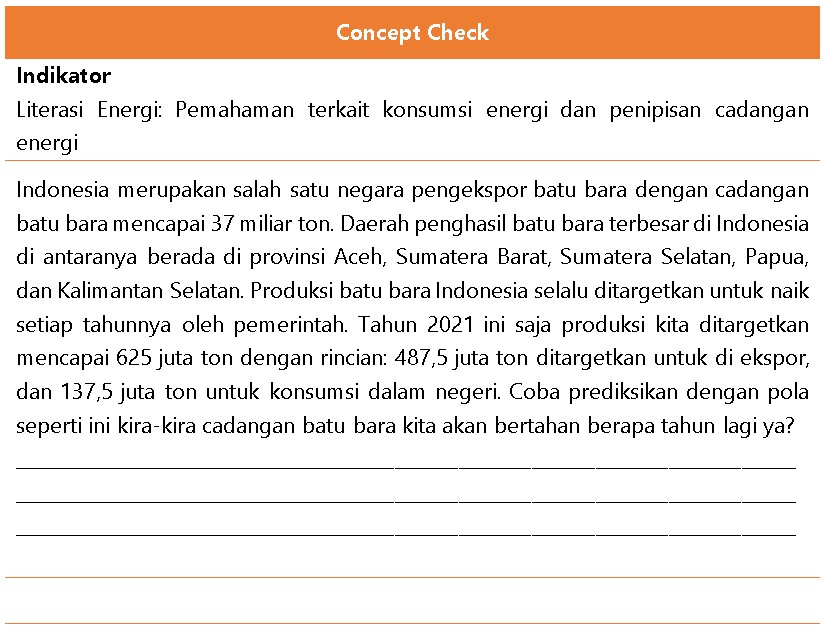 Concept Check
Indikator
Literasi Energi: Pemahaman terkait konsumsi energi dan penipisan cadangan
energi
Indonesia merupakan salah satu negara pengekspor batu bara dengan cadangan
batu bara mencapai 37 miliar ton. Daerah penghasil batu bara terbesar di Indonesia
di antaranya berada di provinsi Aceh, Sumatera Barat, Sumatera Selatan, Papua,
dan Kalimantan Selatan. Produksi batu bara Indonesia selalu ditargetkan untuk naik
setiap tahunnya oleh pemerintah. Tahun 2021 ini saja produksi kita ditargetkan
mencapai 625 juta ton dengan rincian: 487,5 juta ton ditargetkan untuk di ekspor,
dan 137,5 juta ton untuk konsumsi dalam negeri. Coba prediksikan dengan pola
seperti ini kira-kira cadangan batu bara kita akan bertahan berapa tahun lagi ya?